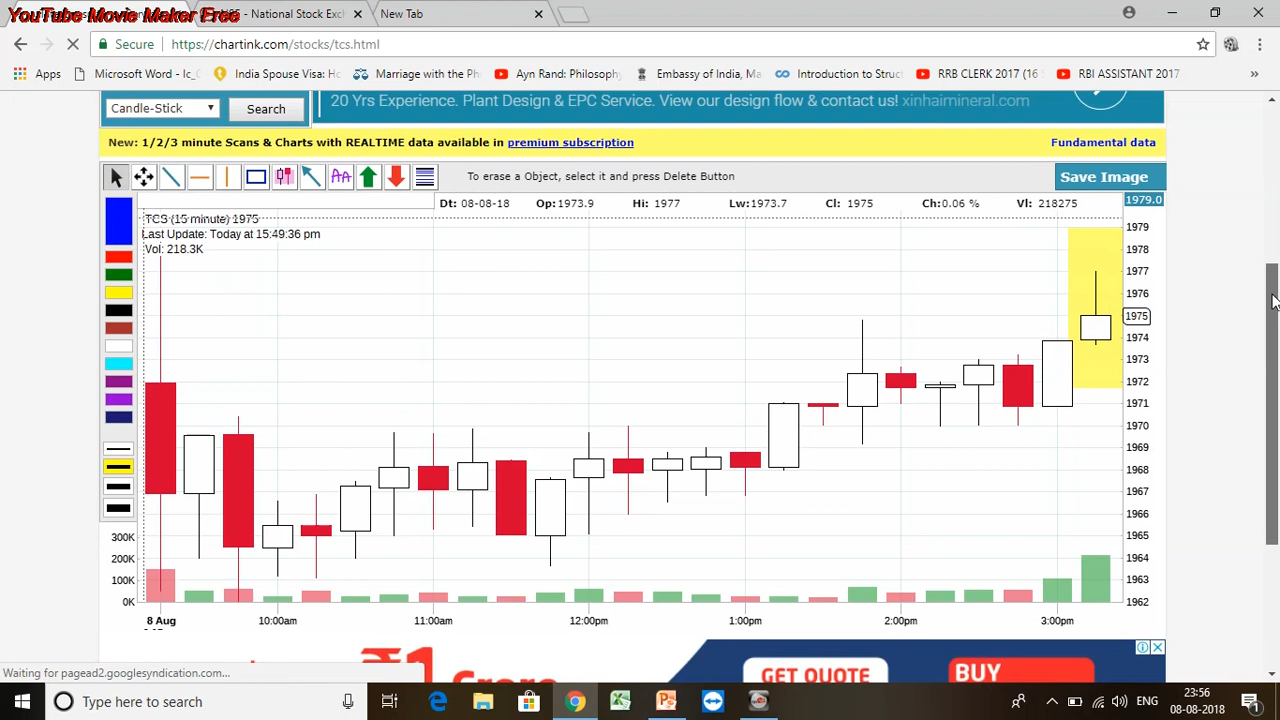 YouTube Movie Maker Free
- National Stock Exc
New Tab
Secure
https://chartink.com/stocks/tcs.html
Apps
Microsoft Word - lc_C
India Spouse Visa: Ho
Marriage with the Ph
Ayn Rand: Philosophy
Embassy of India, Ma
Introduction to Struct
RRB CLERK 2017 (16 S
RBI ASSISTANT 2017
»
Candle-Stick
Search
20 Yrs Experience. Plant Design & EPC Service. View our design flow & contact us! xinhaimineral.com
New: 1/2/3 minute Scans & Charts with REALTIME data available in premium subscription
Fundamental data
To erase a Object, select it and press Delete Button
Save Image
Dt: 08-08-18 Op:1973.9 Hi: 1977 Lw:1973.7 Cl: 1975 Ch:0.06 % Vl: 218275
1979.0
TCS (15 minute) 1975
Last Update: Today at 15:49:36 pm
Vol: 218.3K
1979
1978
1977
1976
1975
1974
1973
1972
1971
1970
1969
1968
1967
1966
1965
1964
1963
1962
300K
200K
100K
0K
8 Aug
10:00am
11:00am
12:00pm
1:00pm
2:00pm
3:00pm
₹1
Crore
GET QUOTE
BUY
Waiting for pagead2.googlesyndication.com...
Type here to search
ENG
23:56
08-08-2018
1